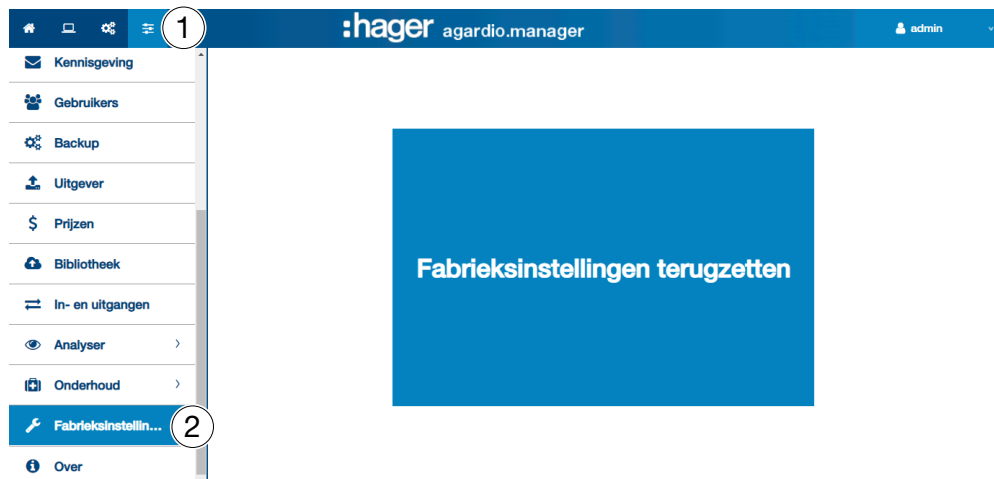 1
:hager agardio.manager
admin
Kennisgeving
Gebruikers
Backup
Uitgever
Prijzen
Bibliotheek
In- en uitgangen
Analyser
Onderhoud
Fabrieksinstellin...
2
Over
Fabrieksinstellingen terugzetten